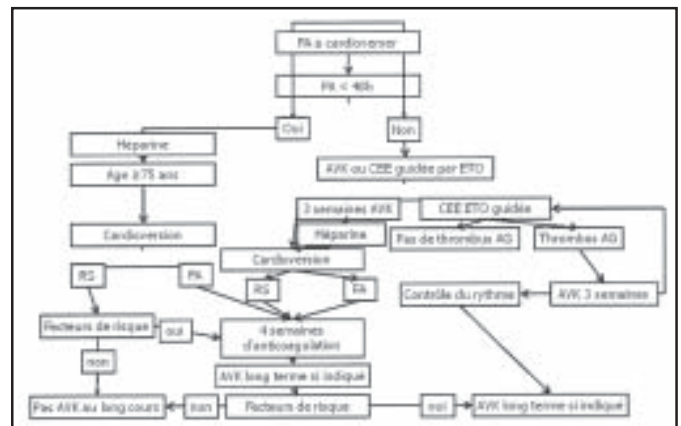 FA a cardioverser
FA < 48h
Oui
Non
Héparine
AVK ou CEE guidée par ETO
Age ≥75 ans
3 semaines AVK
CEE ETO guidée
Cardioversion
Héparine
Pas de thrombus AG
Thrombus AG
Cardioversion
RS
FA
RS
FA
Contrôle du rythme
AVK 3 semaines
Facteurs de risque
oui
4 semaines
d'anticoagulation
non
AVK long terme si indiqué
Pas AVK au long cours
non
Facteurs de risque
oui
AVK long terme si indiqué